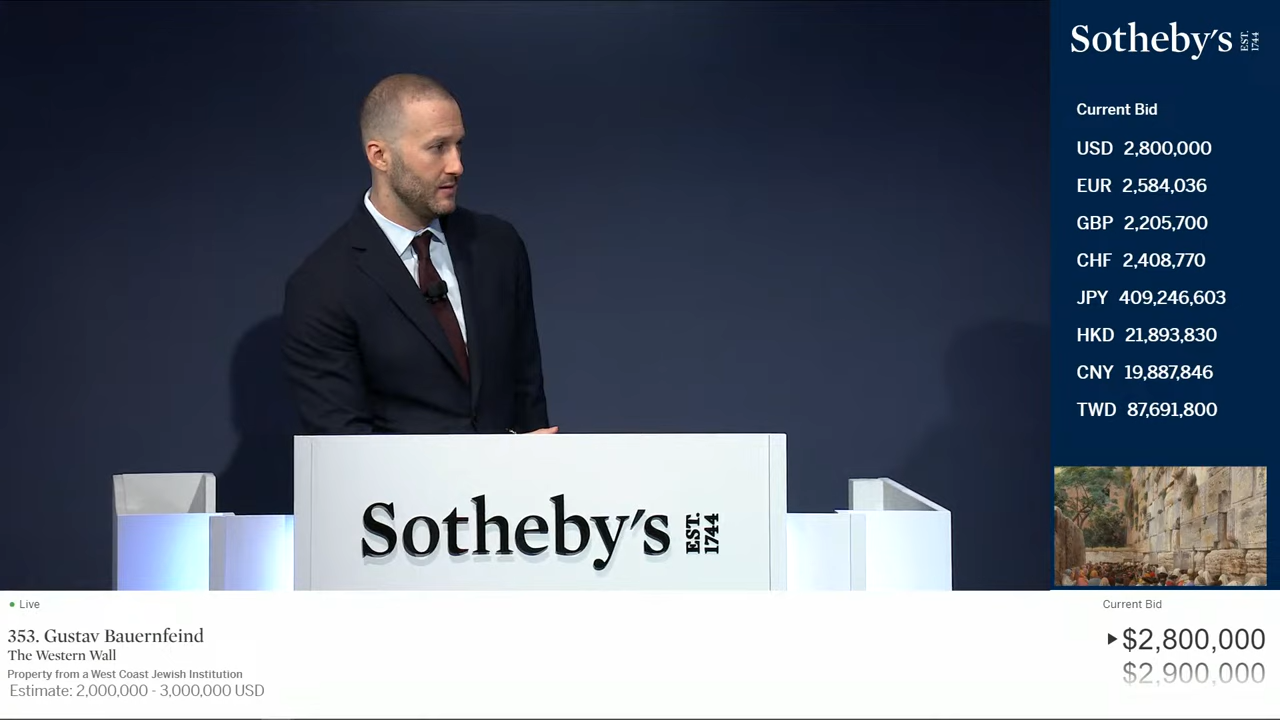 Sotheby's EST. 1744
Current Bid
USD 2,800,000
EUR 2,584,036
GBP 2,205,700
CHF 2,408,770
JPY 409,246,603
HKD 21,893,830
CNY 19,887,846
TWD 87,691,800
Sotheby's EST. 1744
Live
353. Gustav Bauernfeind
The Western Wall
Property from a West Coast Jewish Institution
Estimate: 2,000,000 - 3,000,000 USD
Current Bid
$2,800,000
$2,900,000